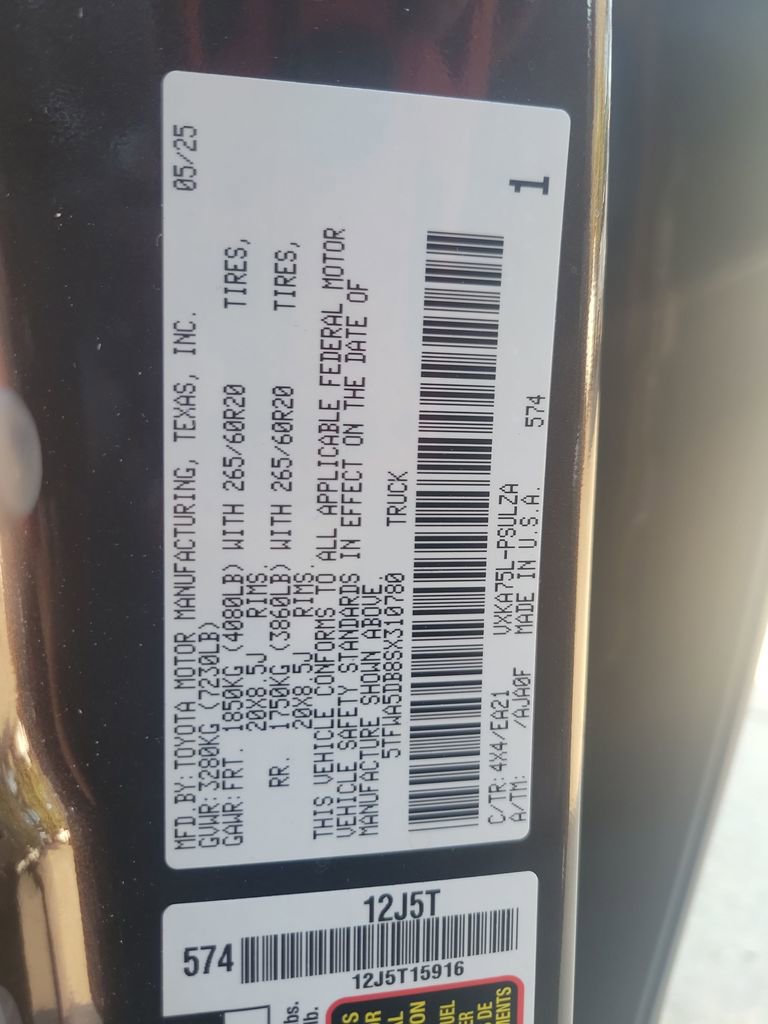 MFD.BY:TOYOTA MOTOR MANUFACTURING, TEXAS, INC. 05/25
GVWR:3280KG (7230LB)
GAWR:FRT. 1850KG (4080LB) WITH 265/60R20 TIRES,
20X8.5J RIMS
RR. 1750KG (3860LB) WITH 265/60R20 TIRES,
20X8.5J RIMS.
THIS VEHICLE CONFORMS TO ALL APPLICABLE FEDERAL MOTOR
VEHICLE SAFETY STANDARDS IN EFFECT ON THE DATE OF
MANUFACTURE SHOWN ABOVE.
5TFWA5DB8SX310780 TRUCK
1
C/TR:4X4/EA21 VXKA75L-PSULZA 574
A/TM: /AJA0F MADE IN U.S.A.
574
12J5T
12J5T15916